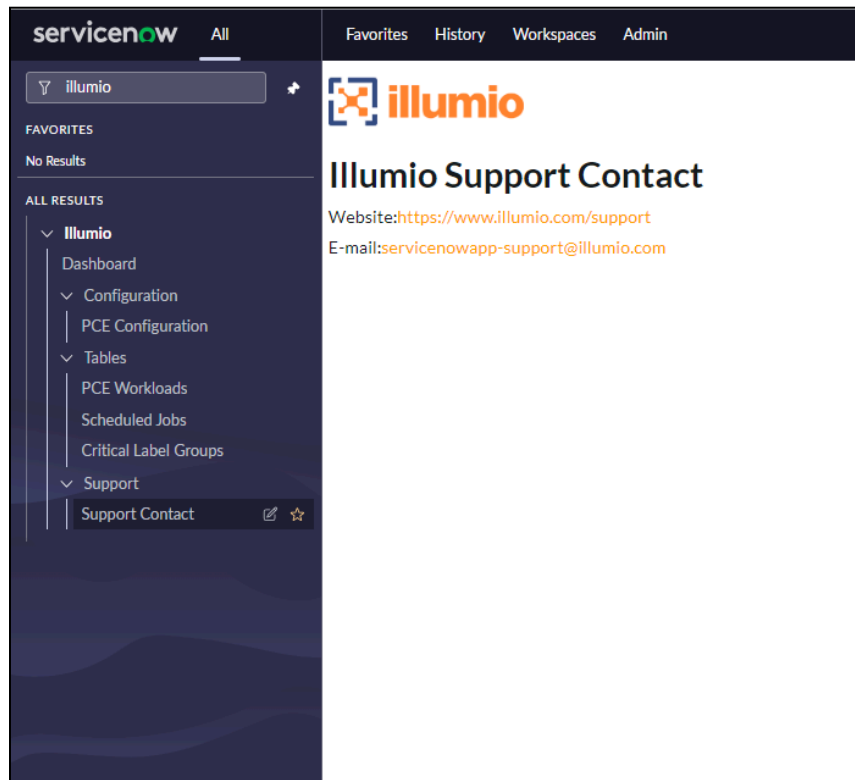 servicenow All Favorites History Workspaces Admin
illumio
FAVORITES
No Results
ALL RESULTS
Illumio
Dashboard
Configuration
PCE Configuration
Tables
PCE Workloads
Scheduled Jobs
Critical Label Groups
Support
Support Contact
illumio
Illumio Support Contact
Website:https://www.illumio.com/support
E-mail:servicenowapp-support@illumio.com